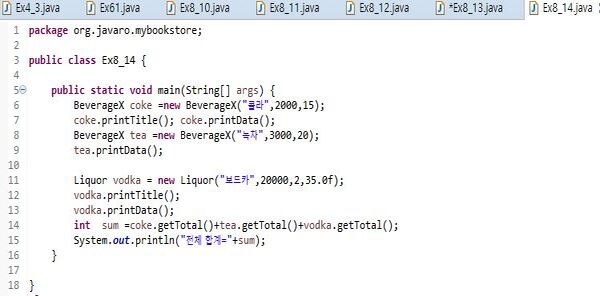 Ex4_3.java Ex61.java Ex8_10.java Ex8_11.java Ex8_12.java *Ex8_13.java Ex8_14.java
1 package org.javaro.mybookstore;
2
3 public class Ex8_14 {
4
5 public static void main(String[] args) {
6 BeverageX coke =new BeverageX("콜라",2000,15);
7 coke.printTitle(); coke.printData();
8 BeverageX tea =new BeverageX("녹차",3000,20);
9 tea.printData();
10
11 Liquor vodka = new Liquor("보드카",20000,2,35.0f);
12 vodka.printTitle();
13 vodka.printData();
14 int sum =coke.getTotal()+tea.getTotal()+vodka.getTotal();
15 System.out.println("전체 합계="+sum);
16 }
17
18 }